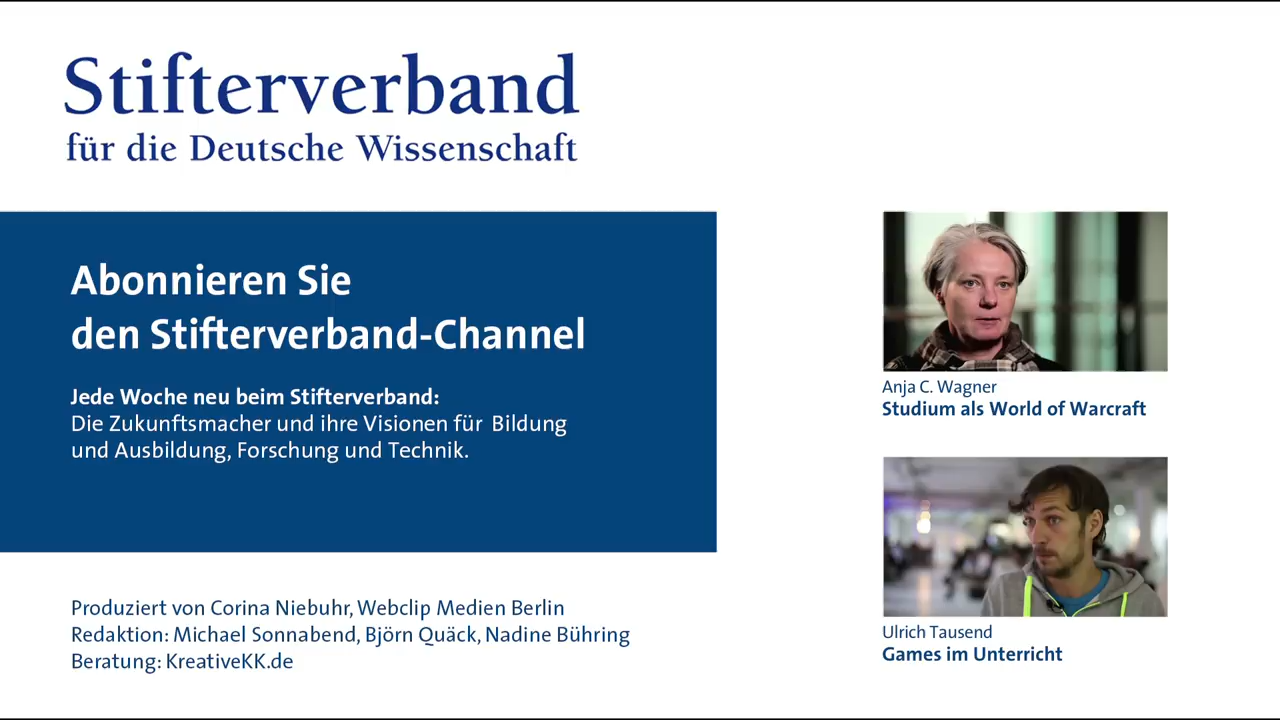 Stifterverband
für die Deutsche Wissenschaft
Abonnieren Sie
den Stifterverband-Channel
Jede Woche neu beim Stifterverband:
Die Zukunftsmacher und ihre Visionen für Bildung
und Ausbildung, Forschung und Technik.
Produziert von Corina Niebuhr, Webclip Medien Berlin
Redaktion: Michael Sonnabend, Björn Quäck, Nadine Bühring
Beratung: KreativeKK.de
Anja C. Wagner
Studium als World of Warcraft
Ulrich Tausend
Games im Unterricht